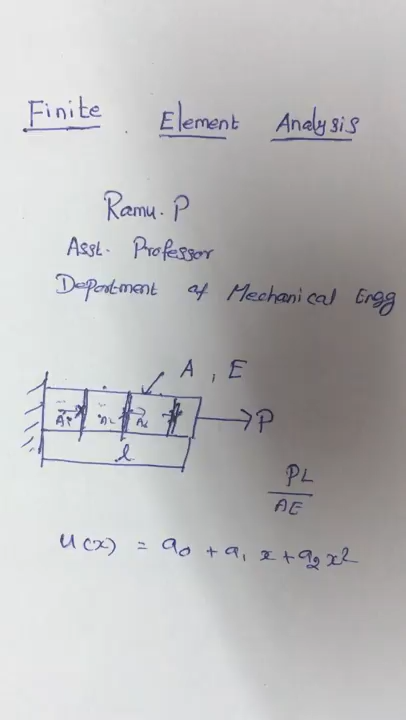 Finite Element Analysis
Ramu. P
Asst. Professor
Department of Mechanical Engg
A, E
P
l
PL
AE
u(x) = a0 + a1 x + a2 x²